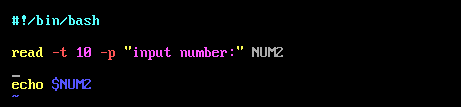 #!/bin/bash
read -t 10 -p "input number:" NUM2
echo $NUM2
~